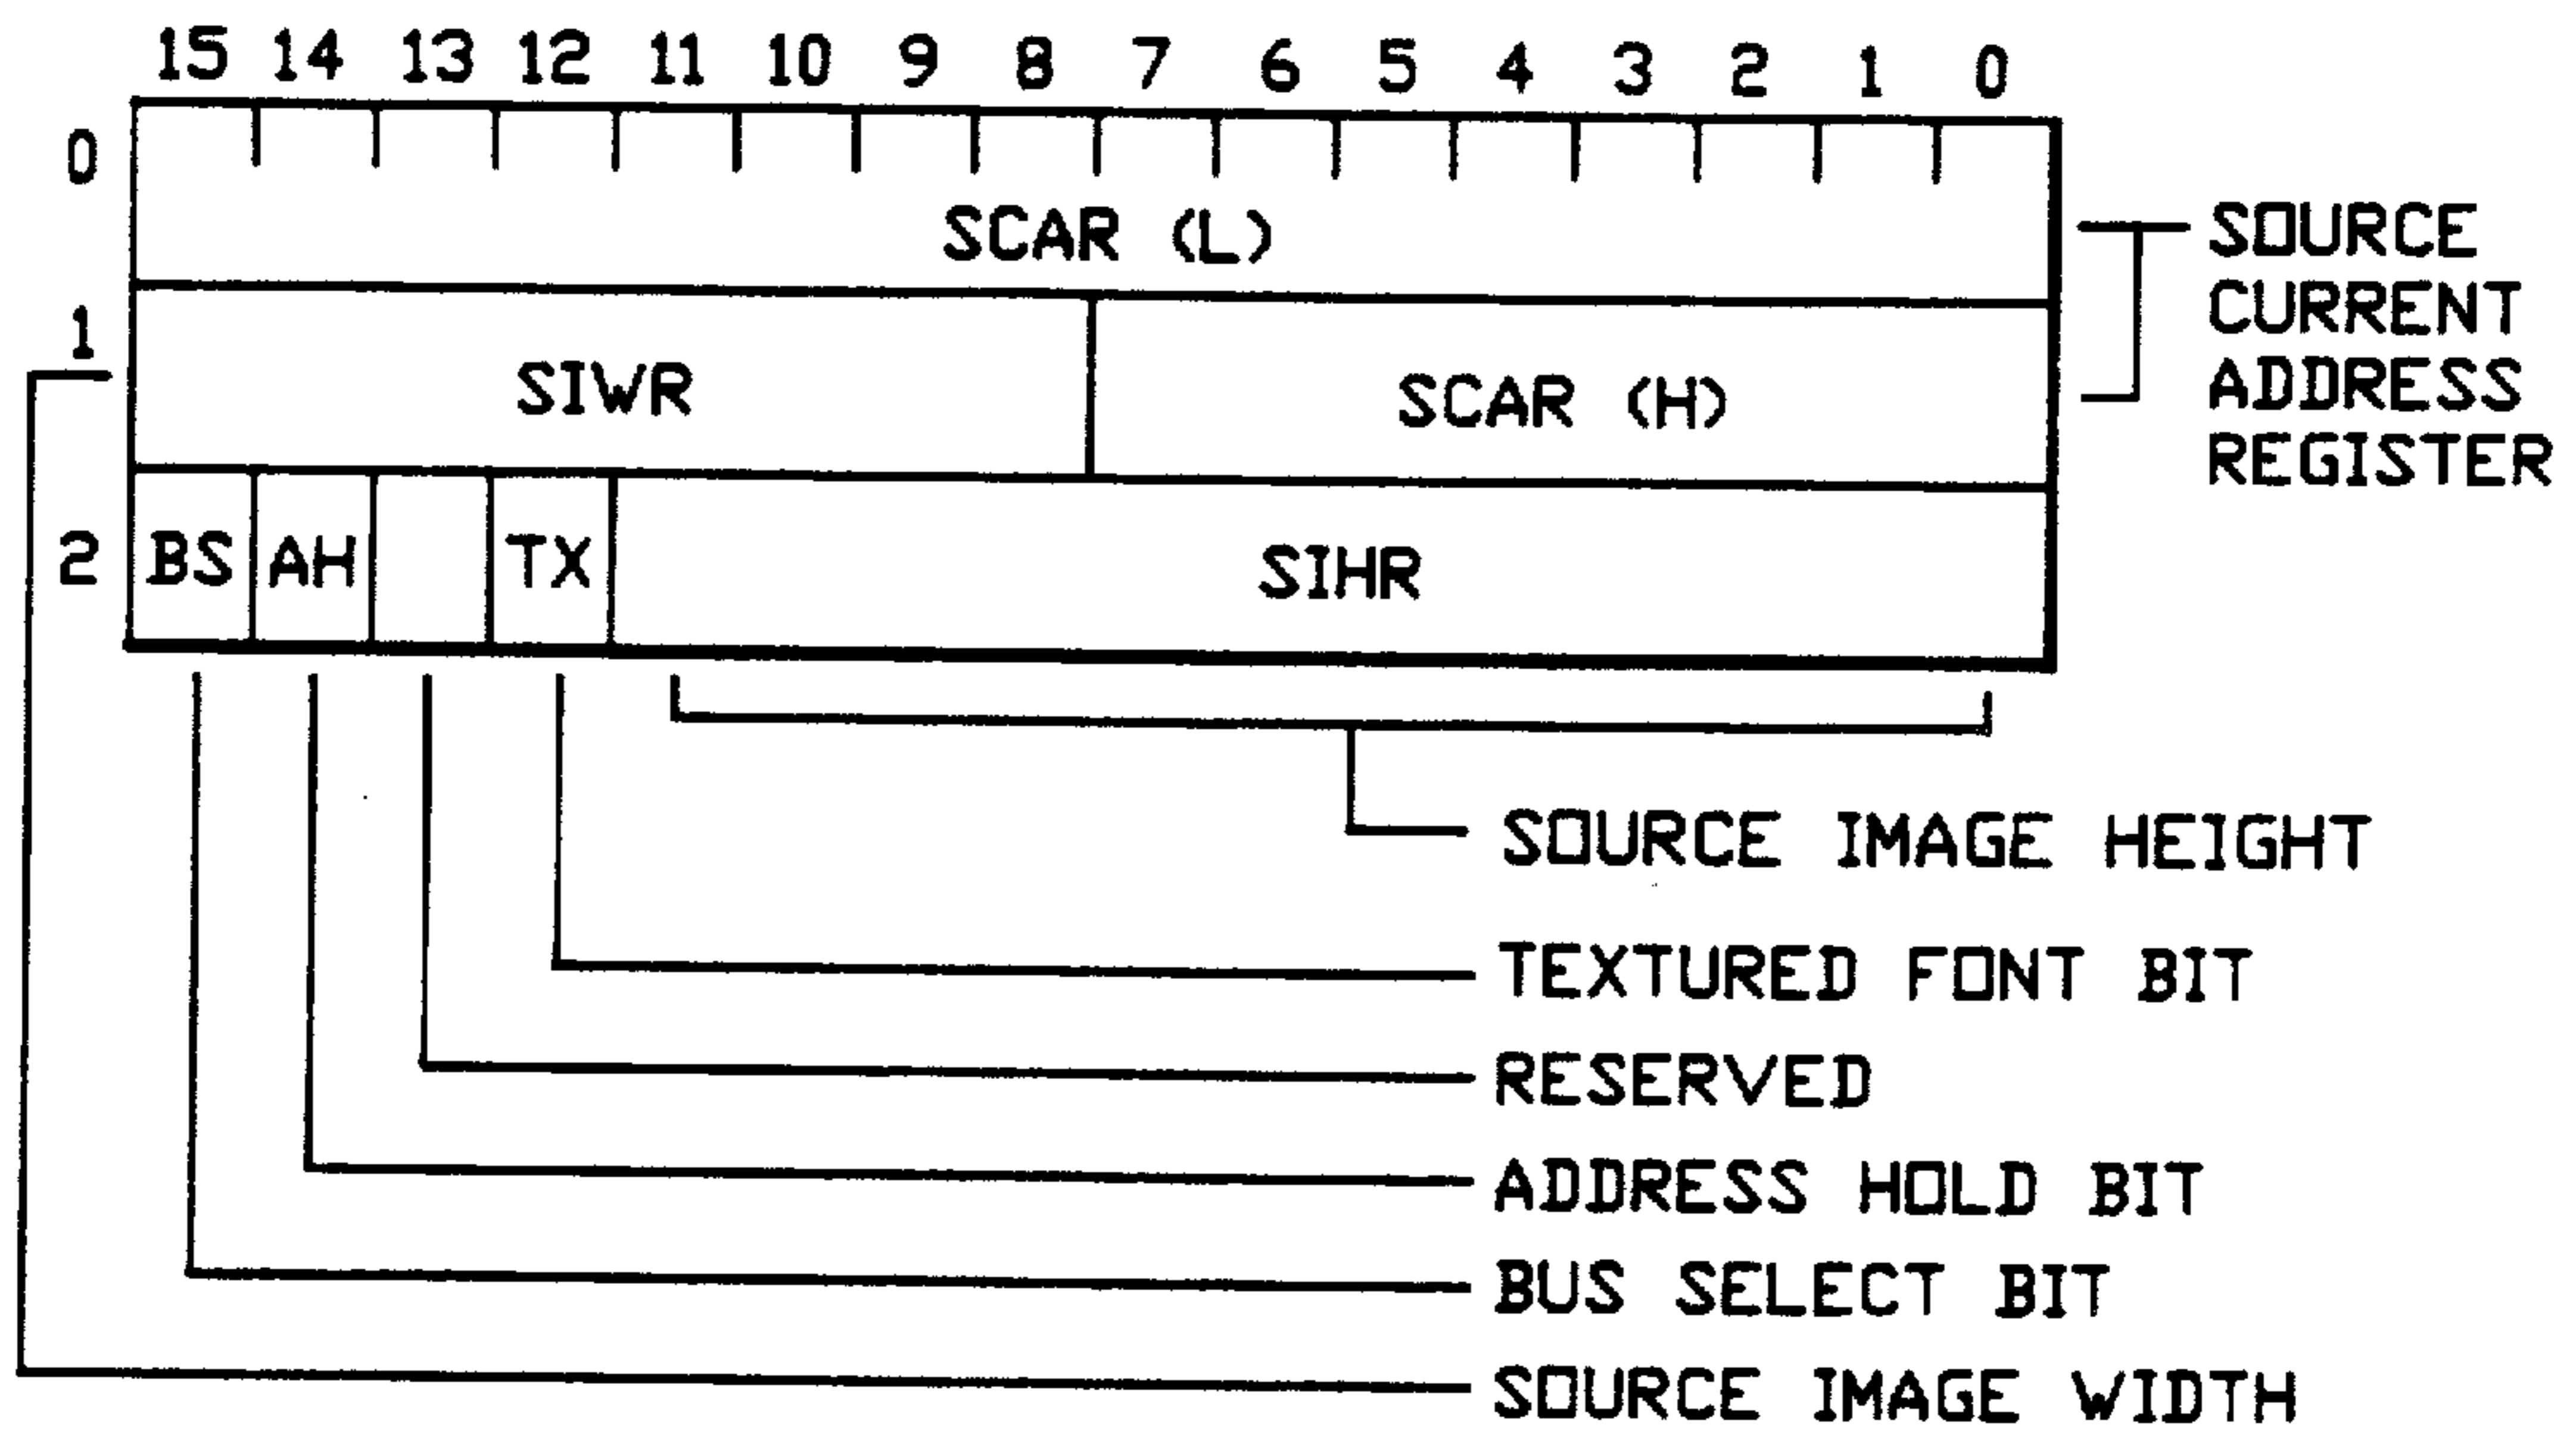 15 14 13 12 11 10 9 8 7 6 5 4 3 2 1 0
0
SCAR (L)
SOURCE
CURRENT
ADDRESS
REGISTER
1
SIWR SCAR (H)
2 BS AH TX SIHR
SOURCE IMAGE HEIGHT
TEXTURED FONT BIT
RESERVED
ADDRESS HOLD BIT
BUS SELECT BIT
SOURCE IMAGE WIDTH